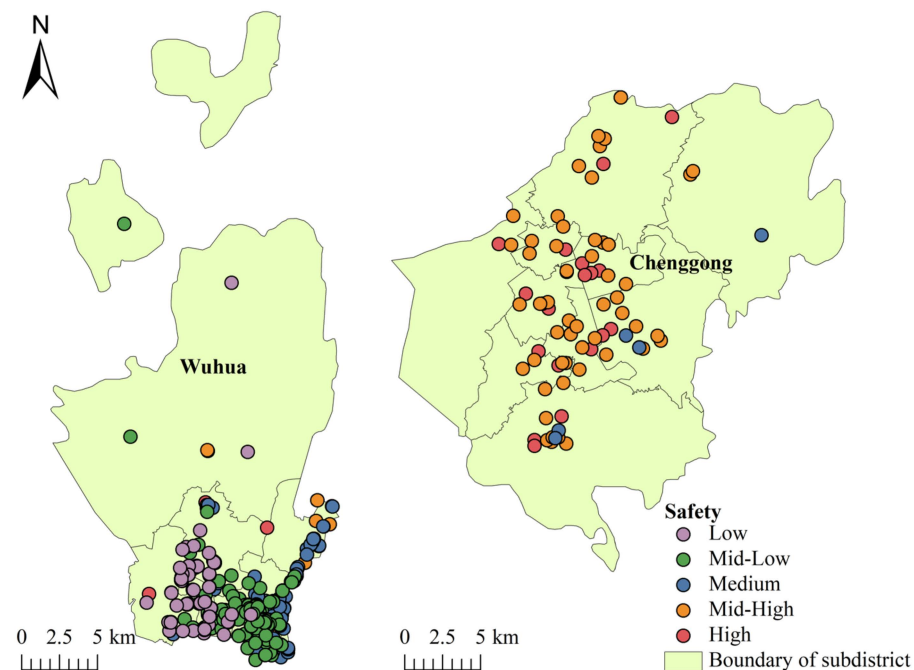 N
Wuhua
Chenggong
Safety
Low
Mid-Low
Medium
Mid-High
High
Boundary of subdistrict
0 2.5 5 km
0 2.5 5 km